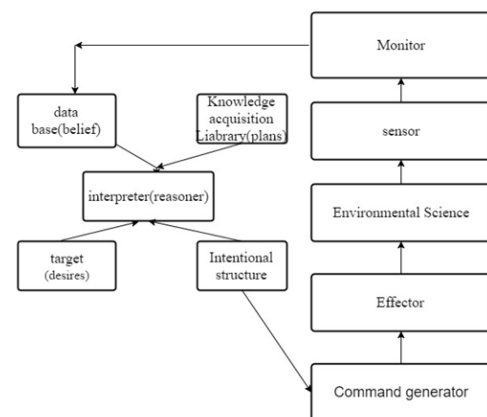 Monitor
data
base(belief)
Knowledge
acquisition
Liabrary(plans)
sensor
interpreter(reasoner)
Environmental Science
target
(desires)
Intentional
structure
Effector
Command generator